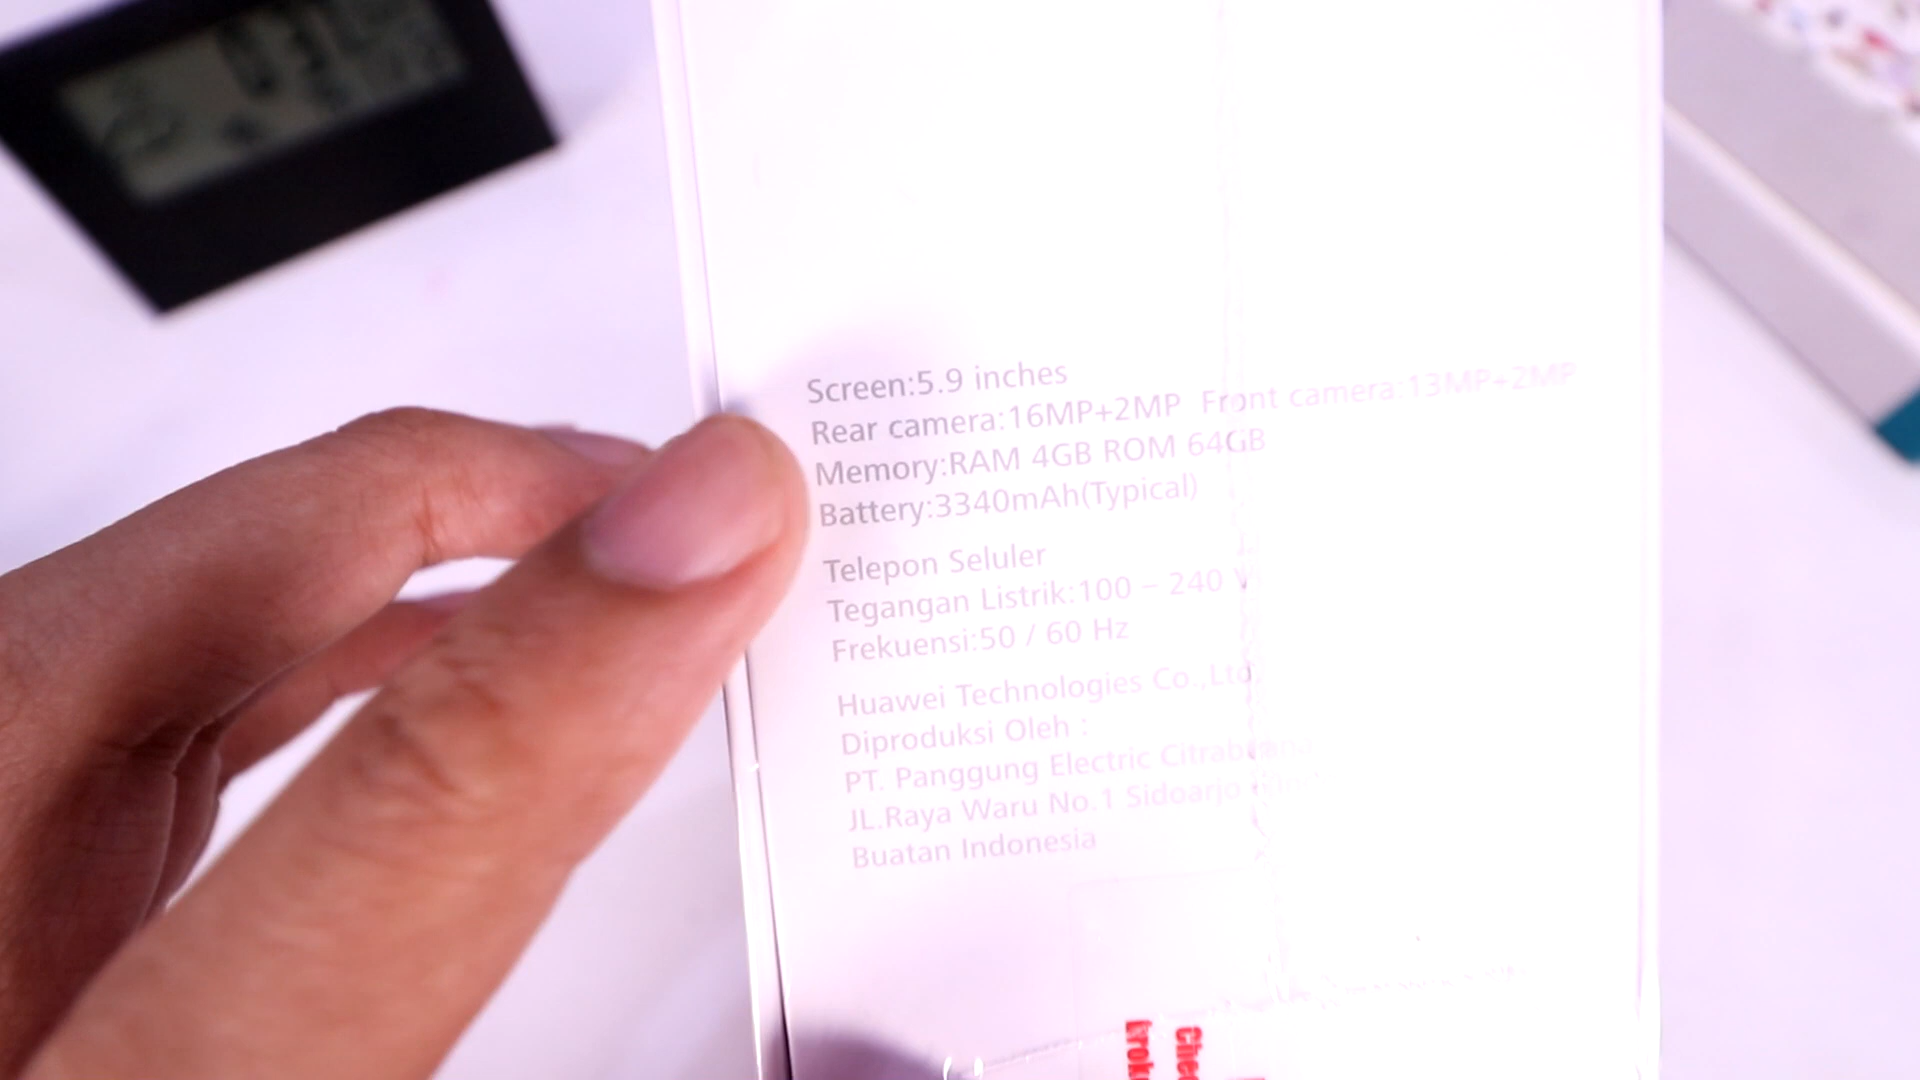 Screen:5.9 inches
Rear camera:16MP+2MP Front camera:13MP+2MP
Memory:RAM 4GB ROM 64GB
Battery:3340mAh(Typical)
Telepon Seluler
Tegangan Listrik:100 – 240 V
Frekuensi:50 / 60 Hz
Huawei Technologies Co.,Ltd.
Diproduksi Oleh :
PT. Panggung Electric Citrabuana
JL.Raya Waru No.1 Sidoarjo
Buatan Indonesia